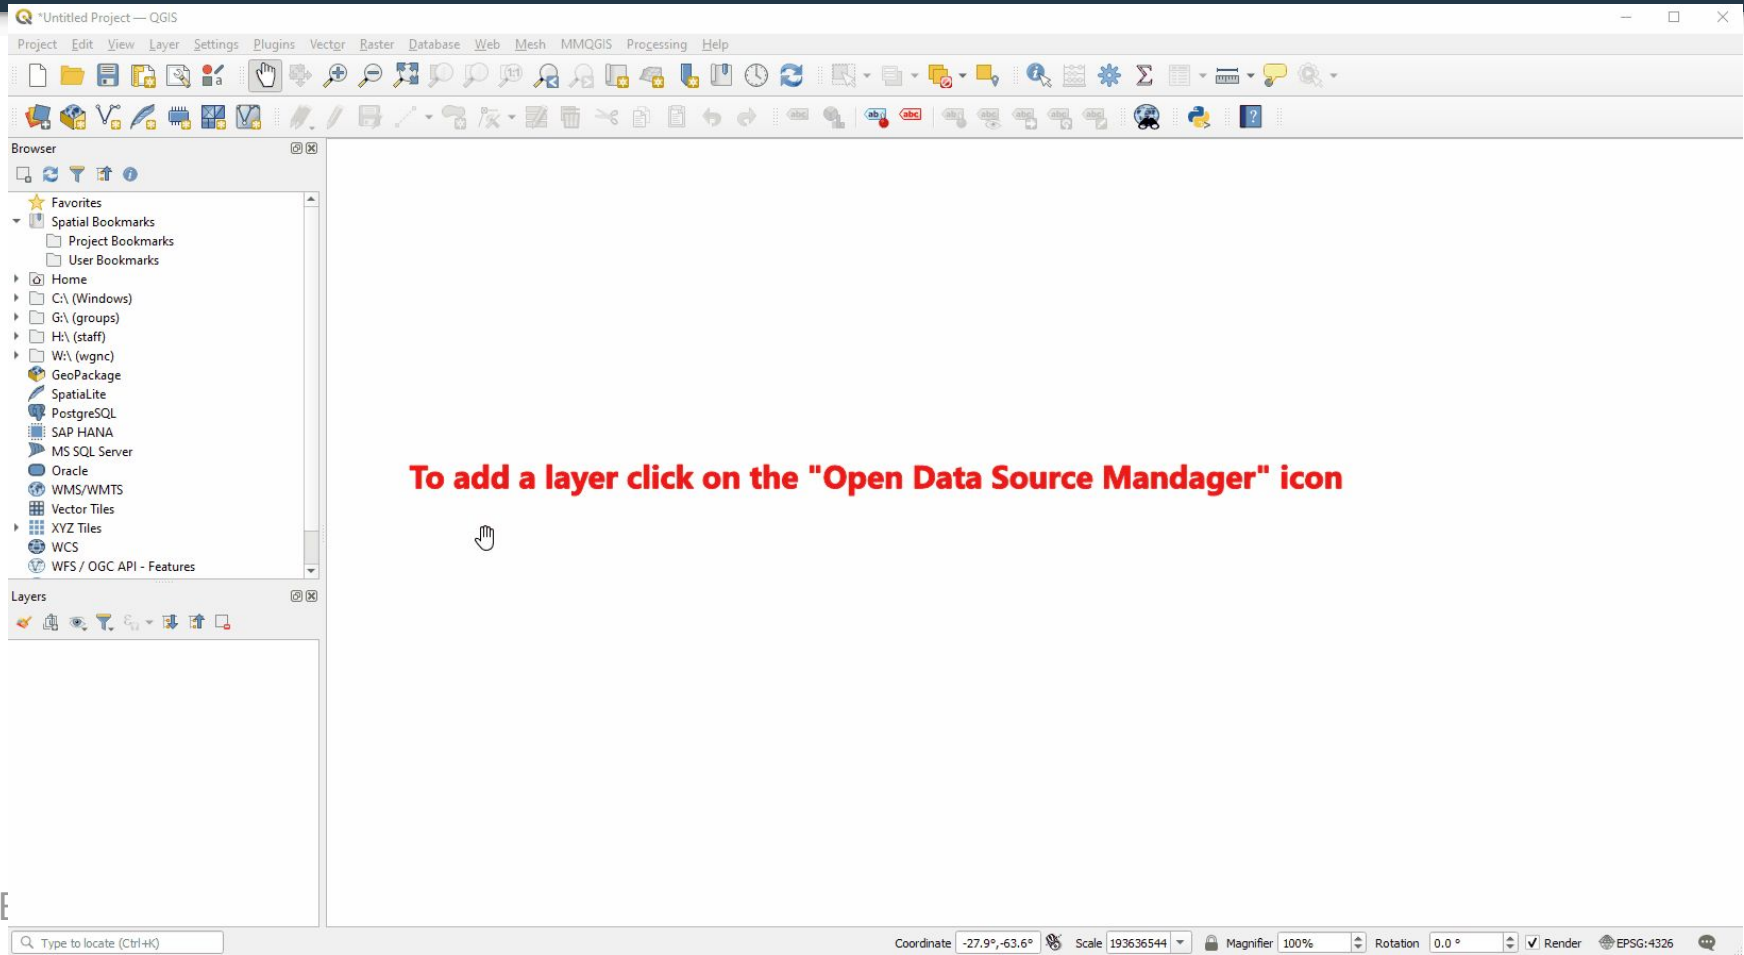 *Untitled Project — QGIS
Project Edit View Layer Settings Plugins Vector Raster Database Web Mesh MMQGIS Processing Help
Browser
Favorites
Spatial Bookmarks
Project Bookmarks
User Bookmarks
Home
C:\ (Windows)
G:\ (groups)
H:\ (staff)
W:\ (wgnc)
GeoPackage
SpatiaLite
PostgreSQL
SAP HANA
MS SQL Server
Oracle
WMS/WMTS
Vector Tiles
XYZ Tiles
WCS
WFS / OGC API - Features
To add a layer click on the "Open Data Source Mandager" icon
Layers
Type to locate (Ctrl+K)
Coordinate -27.9°,-63.6° Scale 193636544 Magnifier 100% Rotation 0.0 ° Render EPSG:4326